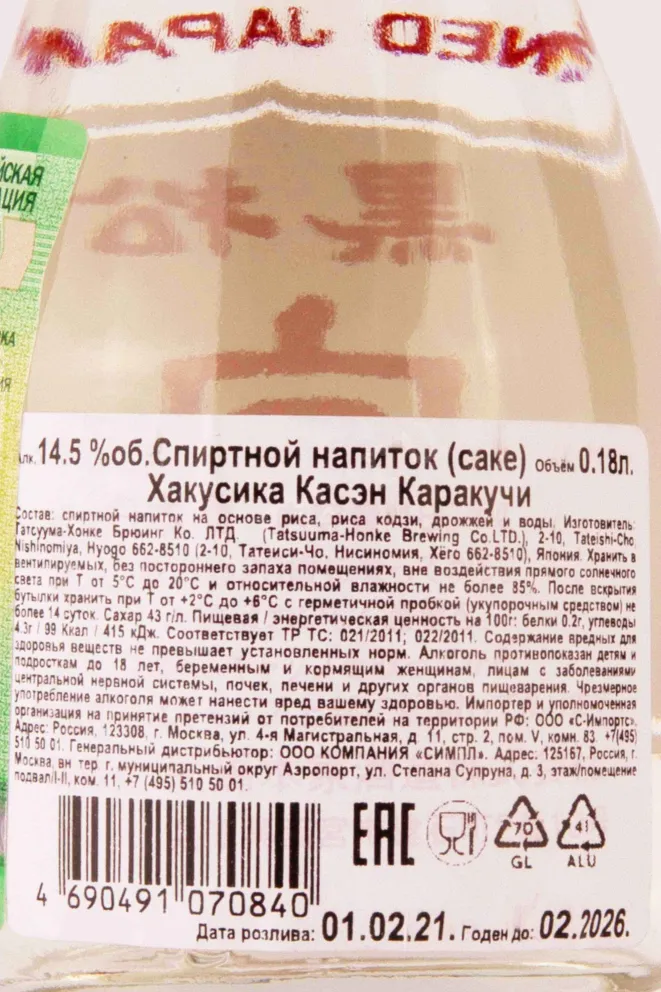 NED JAPAN
ЙСКАЯ
ЦИЯ
КА
ИЯ
Алк. 14.5 %об. Спиртной напиток (саке) Объём 0.18л.
Хакусика Касэн Каракучи
Состав: спиртной напиток на основе риса, риса кодзи, дрожжей и воды. Изготовитель:
Татсуума-Хонке Брюинг Ко. ЛТД. (Tatsuuma-Honke Brewing Co.LTD.), 2-10, Tateishi-Cho
Nishinomiya, Hyogo 662-8510 (2-10, Татеиси-Чо. Нисиномия, Хёго 662-8510), Япония. Хранить в
вентилируемых, без постороннего запаха помещениях, вне воздействия прямого солнечного
света при Т от 5°С до 20°С и относительной влажности не более 85%. После вскрытия
бутылки хранить при Т от +2°С до +6°С с герметичной пробкой (укупорочным средством) не
более 14 суток. Сахар 43 г/л. Пищевая / энергетическая ценность на 100г: белки 0.2г, углеводы
4.3г / 99 Ккал / 415 кДж. Соответствует ТР ТС: 021/2011; 022/2011. Содержание вредных для
здоровья веществ не превышает установленных норм. Алкоголь противопоказан детям и
подросткам до 18 лет, беременным и кормящим женщинам, лицам с заболеваниями
центральной нервной системы, почек, печени и других органов пищеварения. Чрезмерное
употребление алкоголя может нанести вред вашему здоровью. Импортер и уполномоченная
организация на принятие претензий от потребителей на территории РФ: ООО «С-Импортс».
Адрес: Россия, 123308, г. Москва, ул. 4-я Магистральная, д. 11, стр. 2, пом. V, комн. 83. +7(495)
510 50 01. Генеральный дистрибьютор: ООО КОМПАНИЯ «СИМПЛ». Адрес: 125167, Россия, г.
Москва, вн тер. г. муниципальный округ Аэропорт, ул. Степана Супруна, д. 3, этаж/помещение
подвал/I-II, ком. 11, +7 (495) 510 50 01.
EAC
70
GL
41
ALU
4 690491 070840
Дата розлива: 01.02.21. Годен до: 02.2026.